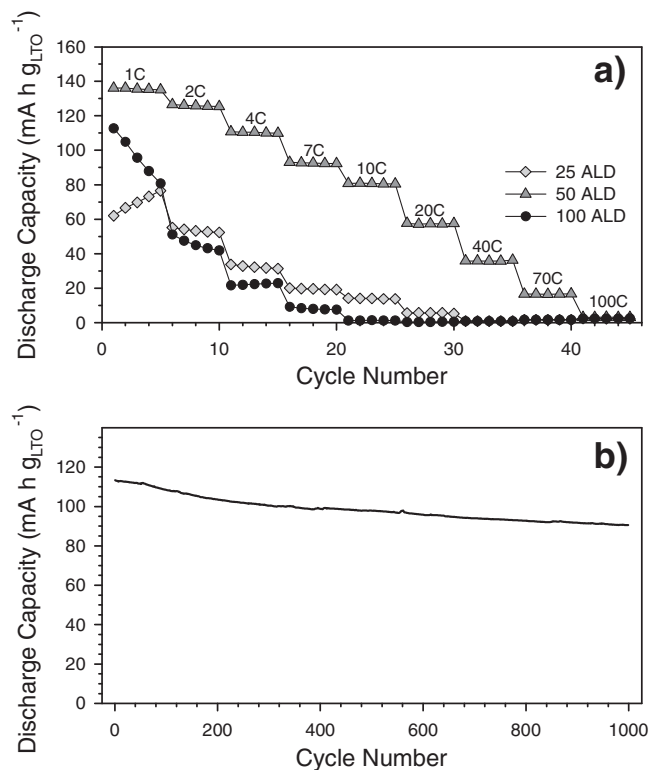 a)
160
140
120
100
80
60
40
20
0
1C
2C
4C
7C
10C
20C
40C
70C
100C
25 ALD
50 ALD
100 ALD
0 10 20 30 40
Cycle Number
Discharge Capacity (mA h gLTO-1)
b)
120
100
80
60
40
20
0
0 200 400 600 800 1000
Cycle Number
Discharge Capacity (mA h gLTO-1)